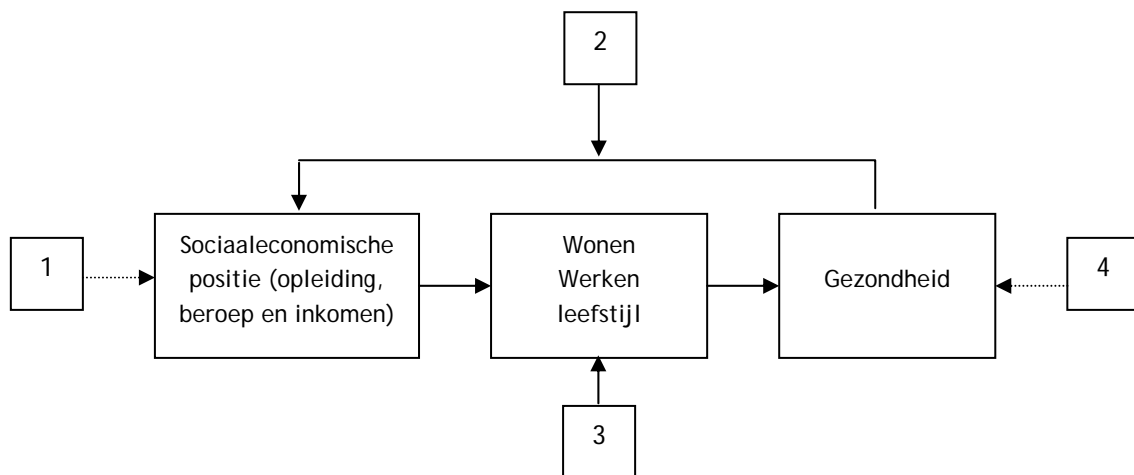 2
1
Sociaaleconomische
positie (opleiding,
beroep en inkomen)
Wonen
Werken
leefstijl
Gezondheid
4
3